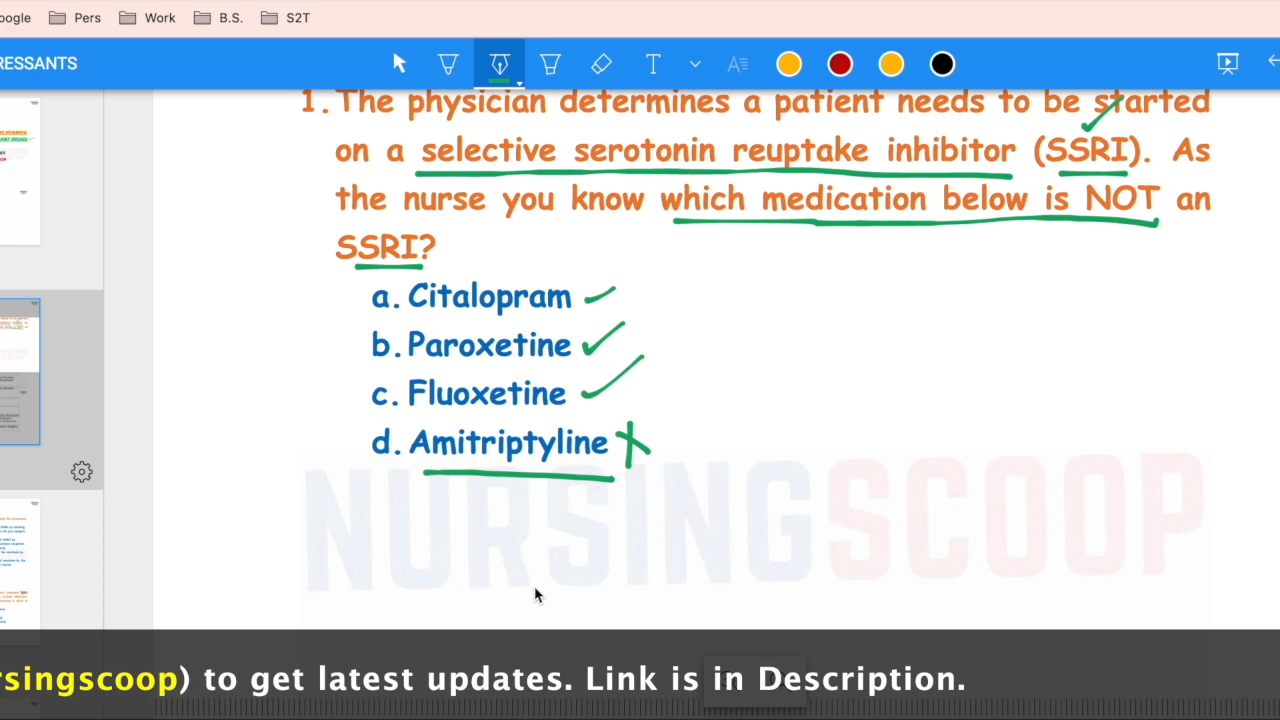 oogle Pers Work B.S. S2T
RESSANTS
1. The physician determines a patient needs to be started
on a selective serotonin reuptake inhibitor (SSRI). As
the nurse you know which medication below is NOT an
SSRI?
a. Citalopram
b. Paroxetine
c. Fluoxetine
d. Amitriptyline
NURSINGSCOOP
rsingscoop) to get latest updates. Link is in Description.